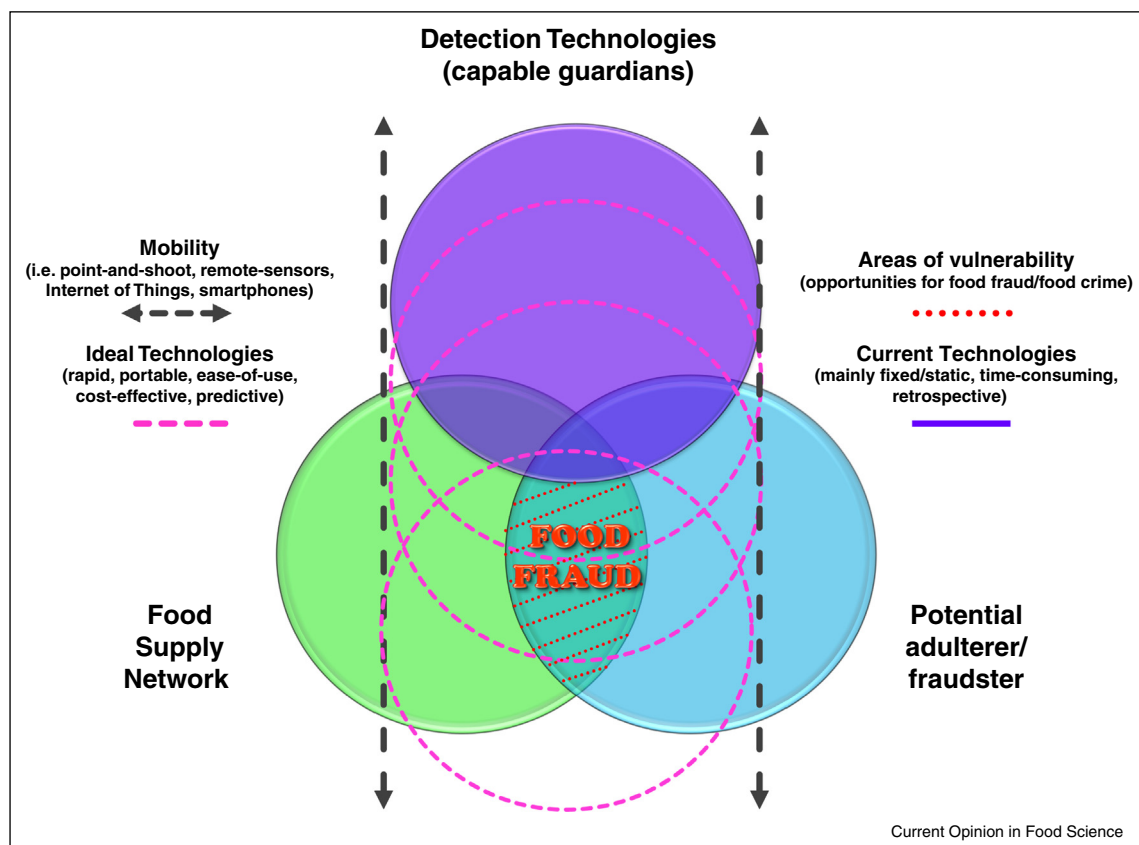 Detection Technologies
(capable guardians)
Mobility
(i.e. point-and-shoot, remote-sensors,
Internet of Things, smartphones)
Ideal Technologies
(rapid, portable, ease-of-use,
cost-effective, predictive)
Areas of vulnerability
(opportunities for food fraud/food crime)
Current Technologies
(mainly fixed/static, time-consuming,
retrospective)
FOOD
FRAUD
Food
Supply
Network
Potential
adulterer/
fraudster
Current Opinion in Food Science